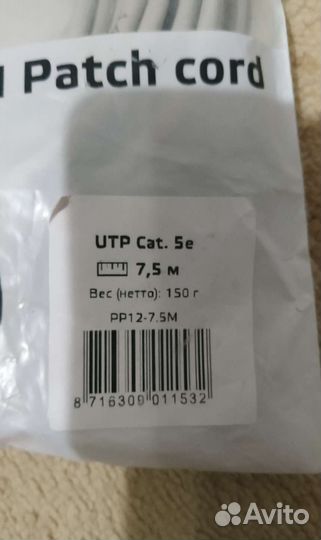 Patch cord
UTP Cat. 5e
7,5 м
Вес (нетто): 150 г
PP12-7.5M
8 716309 011532
Avito